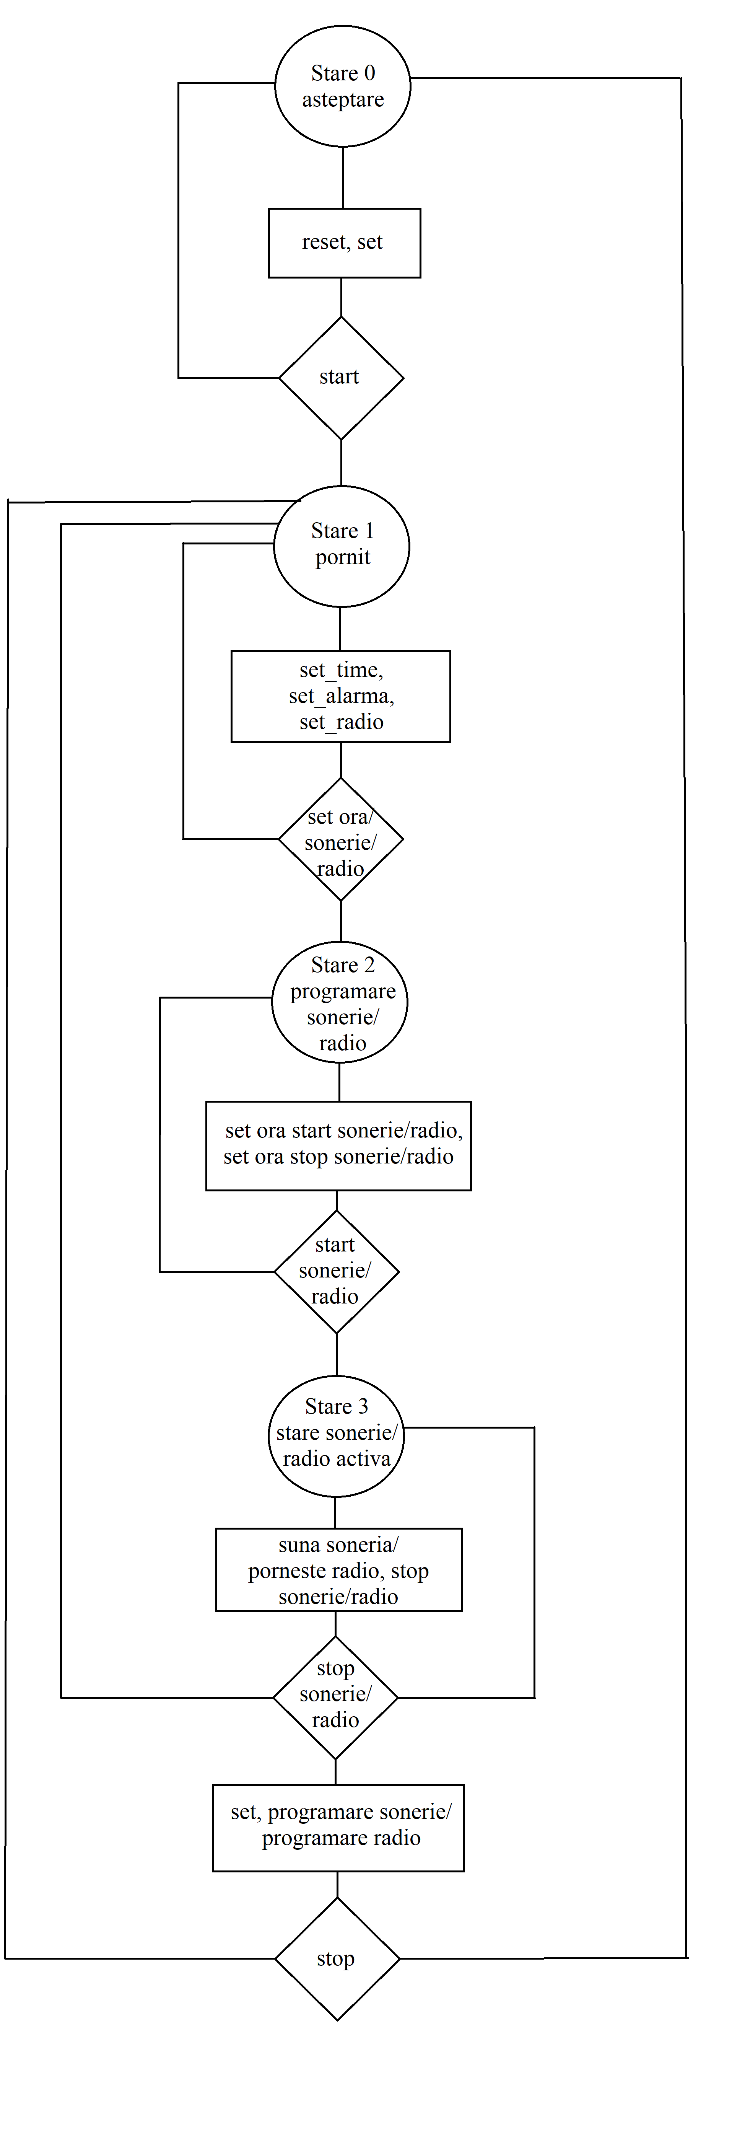 Stare 0
asteptare
reset, set
start
Stare 1
pornit
set_time,
set_alarma,
set_radio
set ora/
sonerie/
radio
Stare 2
programare
sonerie/
radio
set ora start sonerie/radio,
set ora stop sonerie/radio
start
sonerie/
radio
Stare 3
stare sonerie/
radio activa
suna soneria/
porneste radio, stop
sonerie/radio
stop
sonerie/
radio
set, programare sonerie/
programare radio
stop